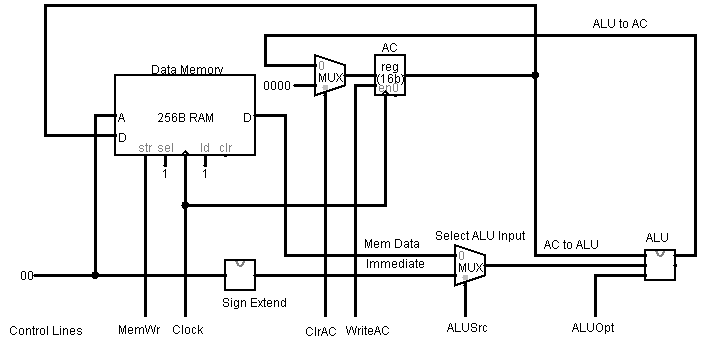 ALU to AC
AC
Data Memory
0
MUX
reg
(16b)
en0
0000
A
256B RAM
D
D
str sel ld clr
1
1
Select ALU Input
ALU
Mem Data
AC to ALU
0
MUX
Immediate
00
Sign Extend
Control Lines
MemWr
Clock
ClrAC
WriteAC
ALUSrc
ALUOpt